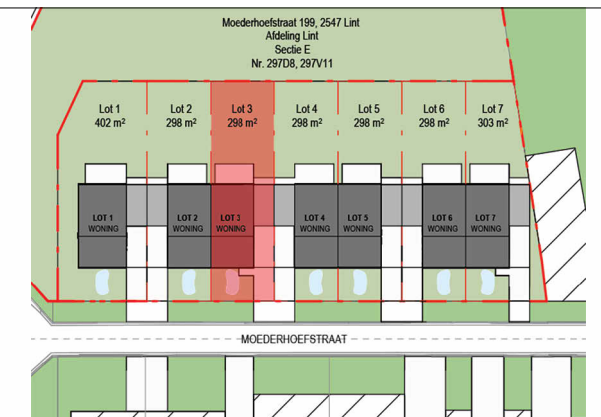 Moederhoefstraat 199, 2547 Lint
Afdeling Lint
Sectie E
Nr. 297D8, 297V11
Lot 1
402 m²
Lot 2
298 m²
Lot 3
298 m²
Lot 4
298 m²
Lot 5
298 m²
Lot 6
298 m²
Lot 7
303 m²
LOT 1
WONING
LOT 2
WONING
LOT 3
WONING
LOT 4
WONING
LOT 5
WONING
LOT 6
WONING
LOT 7
WONING
MOEDERHOEFSTRAAT